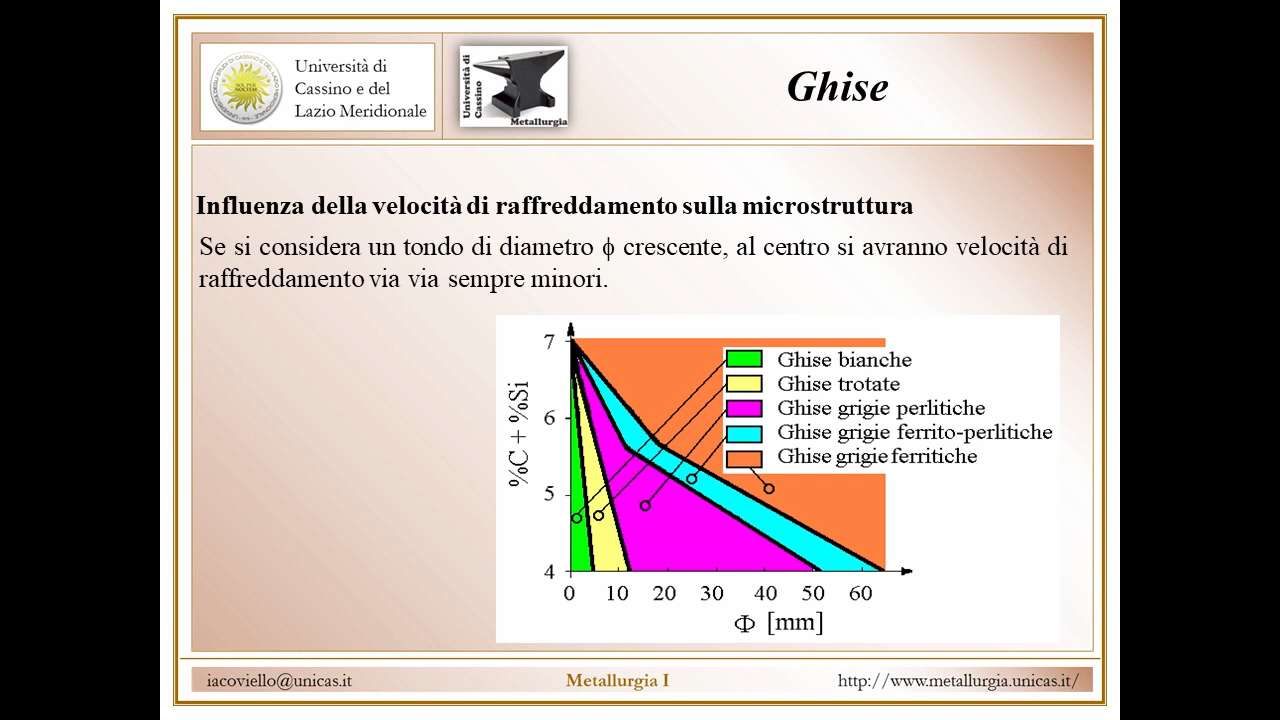 Università di
Cassino e del
Lazio Meridionale
Università di
Cassino
Metallurgia
Ghise
Influenza della velocità di raffreddamento sulla microstruttura
Se si considera un tondo di diametro ϕ crescente, al centro si avranno velocità di
raffreddamento via via sempre minori.
%C + %Si
7
6
5
4
0 10 20 30 40 50 60
Φ [mm]
Ghise bianche
Ghise trotate
Ghise grigie perlitiche
Ghise grigie ferrito-perlitiche
Ghise grigie ferritiche
iacoviello@unicas.it
Metallurgia I
http://www.metallurgia.unicas.it/